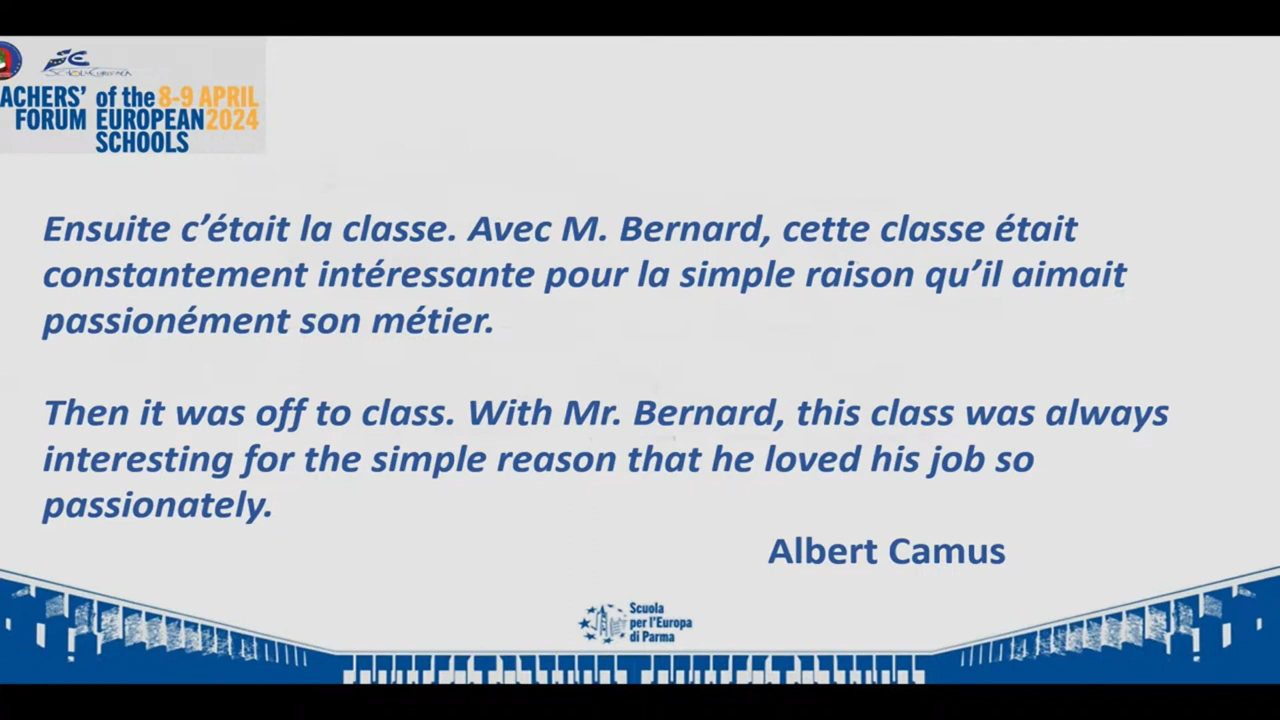 ACHERS' of the 8-9 APRIL
FORUM EUROPEAN 2024
SCHOOLS
Ensuite c’était la classe. Avec M. Bernard, cette classe était
constantement intéressante pour la simple raison qu’il aimait
passionément son métier.
Then it was off to class. With Mr. Bernard, this class was always
interesting for the simple reason that he loved his job so
passionately.
Albert Camus
Scuola
per l'Europa
di Parma